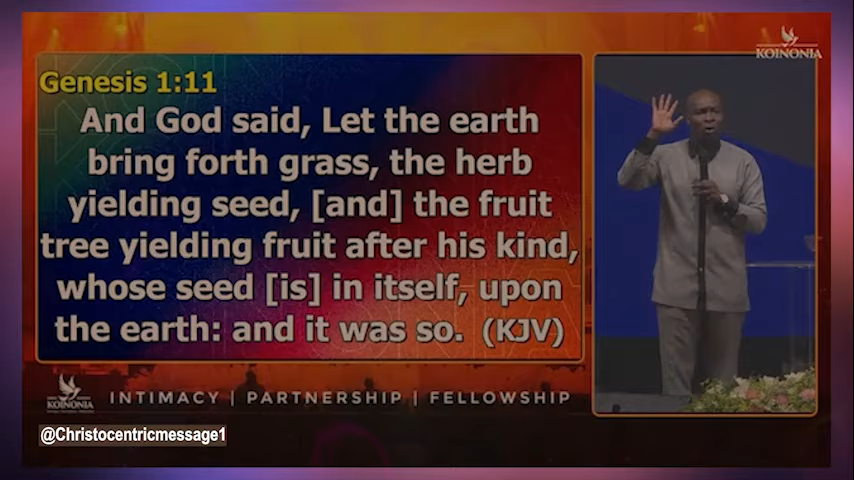 KOINONIA
Genesis 1:11
And God said, Let the earth
bring forth grass, the herb
yielding seed, [and] the fruit
tree yielding fruit after his kind,
whose seed [is] in itself, upon
the earth: and it was so. (KJV)
KOINONIA
INTIMACY | PARTNERSHIP | FELLOWSHIP
@Christocentricmessage1